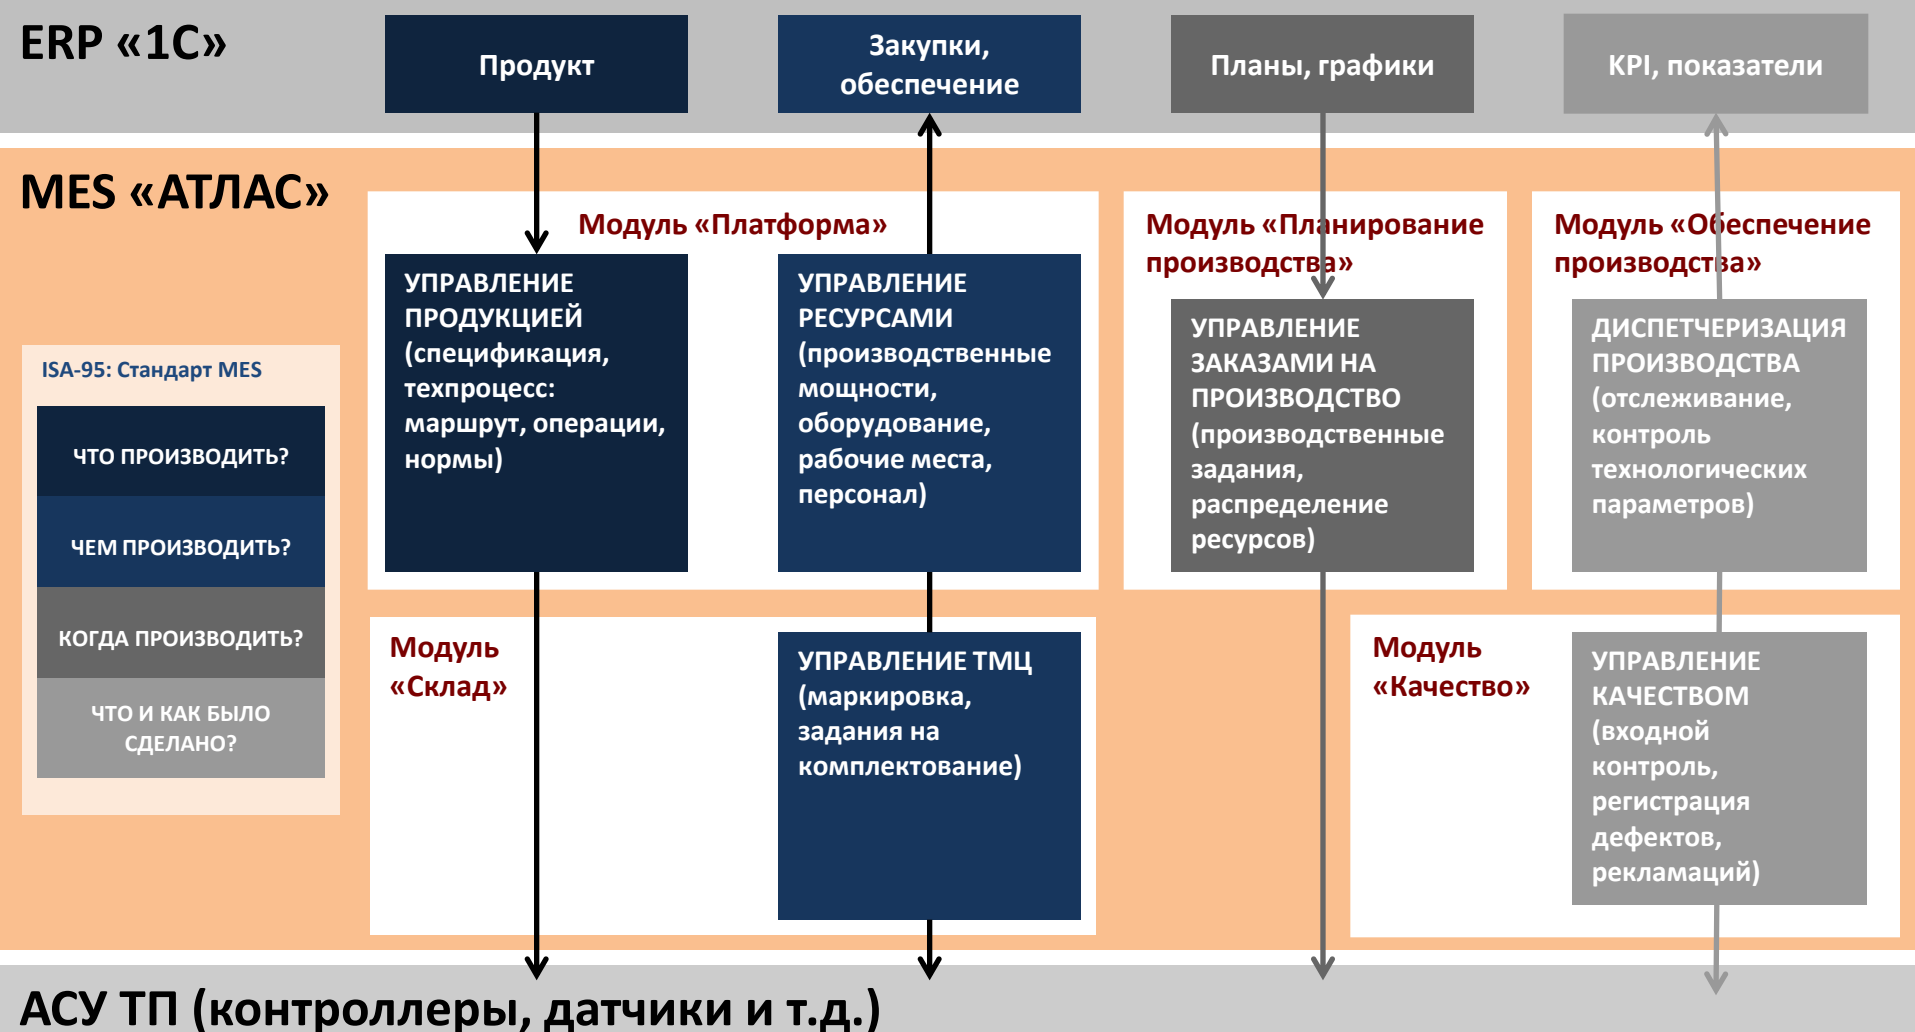 ERP «1С»
Продукт
Закупки,
обеспечение
Планы, графики
KPI, показатели
MES «АТЛАС»
Модуль «Платформа»
УПРАВЛЕНИЕ
ПРОДУКЦИЕЙ
(спецификация,
техпроцесс:
маршрут, операции,
нормы)
УПРАВЛЕНИЕ
РЕСУРСАМИ
(производственные
мощности,
оборудование,
рабочие места,
персонал)
Модуль «Планирование
производства»
УПРАВЛЕНИЕ
ЗАКАЗАМИ НА
ПРОИЗВОДСТВО
(производственные
задания,
распределение
ресурсов)
Модуль «Обеспечение
производства»
ДИСПЕТЧЕРИЗАЦИЯ
ПРОИЗВОДСТВА
(отслеживание,
контроль
технологических
параметров)
ISA-95: Стандарт MES
ЧТО ПРОИЗВОДИТЬ?
ЧЕМ ПРОИЗВОДИТЬ?
КОГДА ПРОИЗВОДИТЬ?
ЧТО И КАК БЫЛО
СДЕЛАНО?
Модуль
«Склад»
УПРАВЛЕНИЕ ТМЦ
(маркировка,
задания на
комплектование)
Модуль
«Качество»
УПРАВЛЕНИЕ
КАЧЕСТВОМ
(входной
контроль,
регистрация
дефектов,
рекламаций)
АСУ ТП (контроллеры, датчики и т.д.)